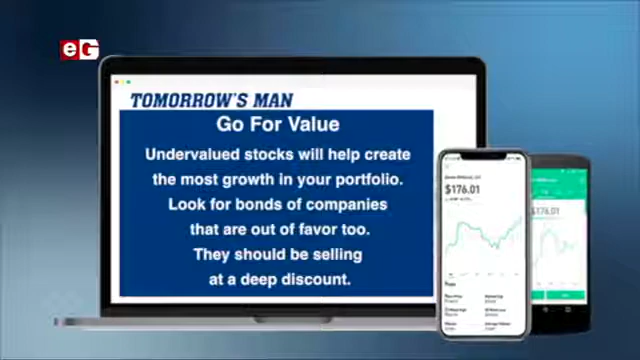 eG
TOMORROW'S MAN
Go For Value
Undervalued stocks will help create
the most growth in your portfolio.
Look for bonds of companies
that are out of favor too.
They should be selling
at a deep discount.
$176.01
$176.01